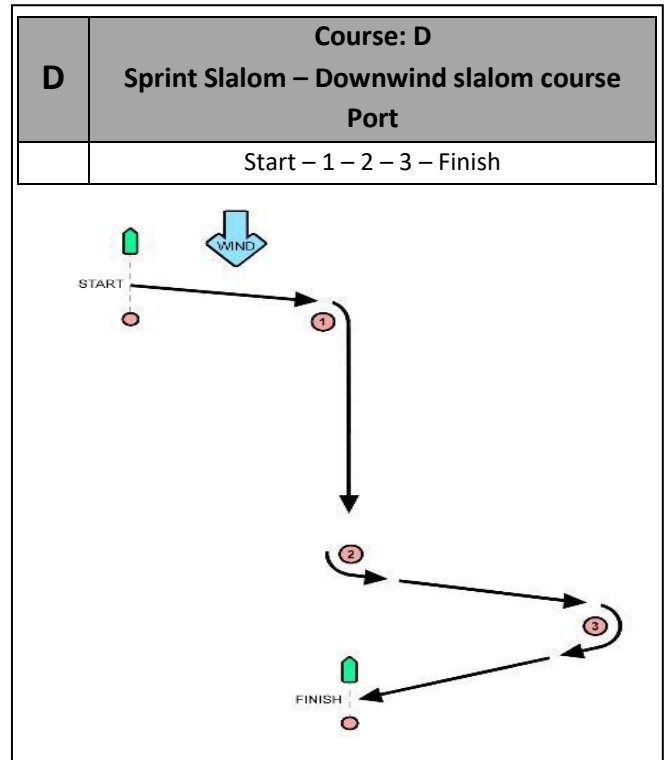 D
Course: D
Sprint Slalom – Downwind slalom course
Port
Start – 1 – 2 – 3 – Finish
WIND
START
1
2
3
FINISH